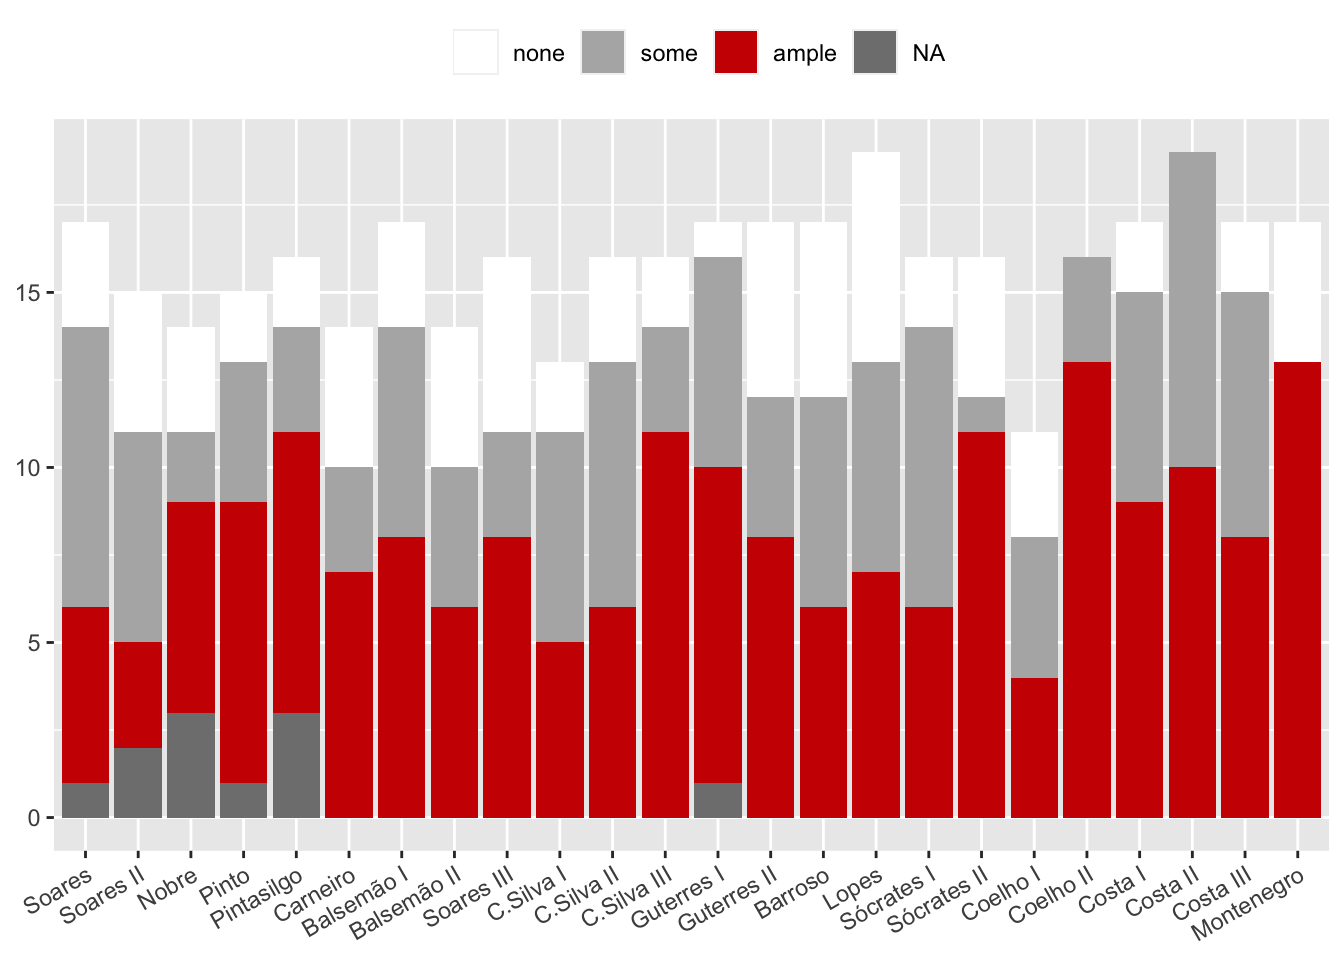 none some ample NA
15
10
5
0
Soares
Soares II
Nobre
Pinto
Pintasilgo
Carneiro
Balsemão I
Balsemão II
Soares III
C.Silva I
C.Silva II
C.Silva III
Guterres I
Guterres II
Barroso
Lopes
Sócrates I
Sócrates II
Coelho I
Coelho II
Costa I
Costa II
Costa III
Montenegro